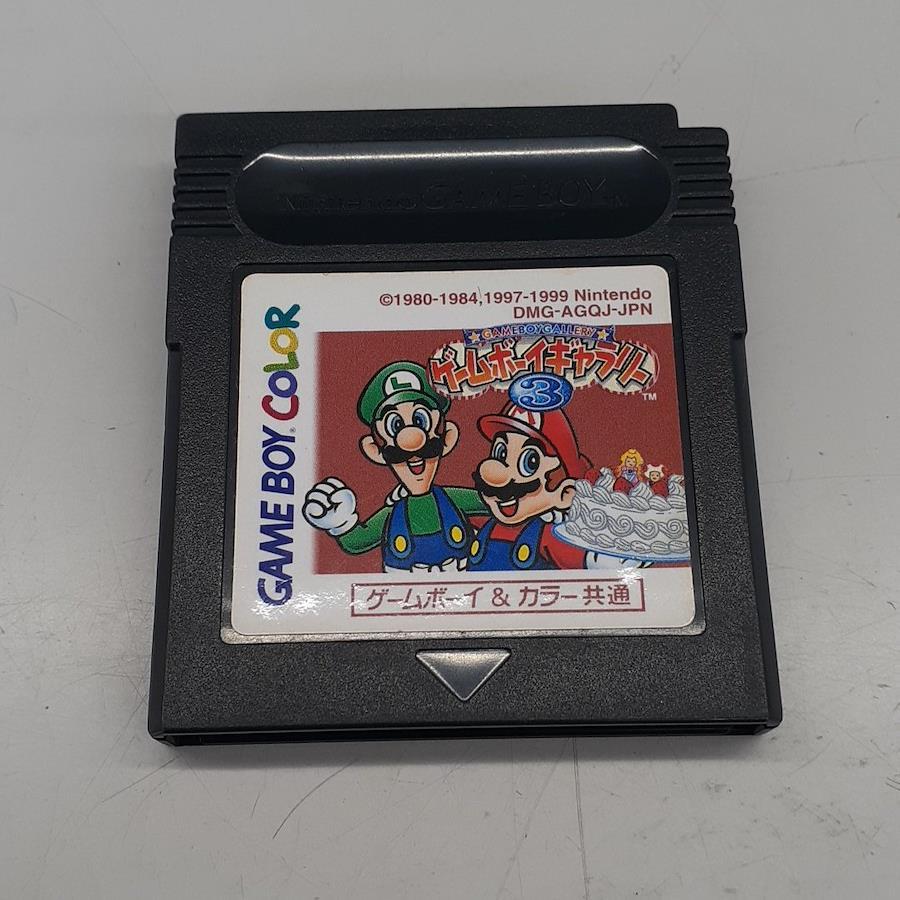 Nintendo GAME BOY TM
©1980-1984,1997-1999 Nintendo
DMG-AGQJ-JPN
GAME BOY® COLOR
GAMEBOYGALLERY
ゲームボーイギャラリー
3
TM
L
M
ゲームボーイ & カラー共通